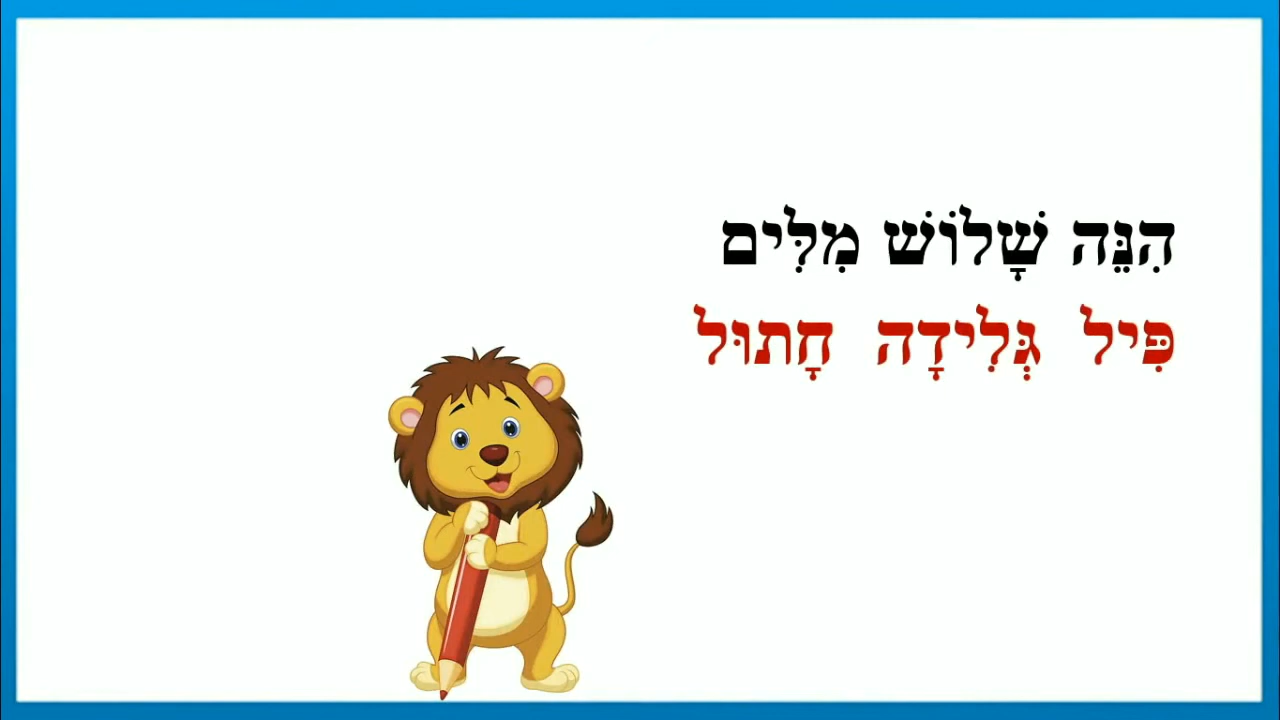 הִנֵּה שָׁלוֹשׁ מִלִּים
פִּיל גְּלִידָה חָתוּל